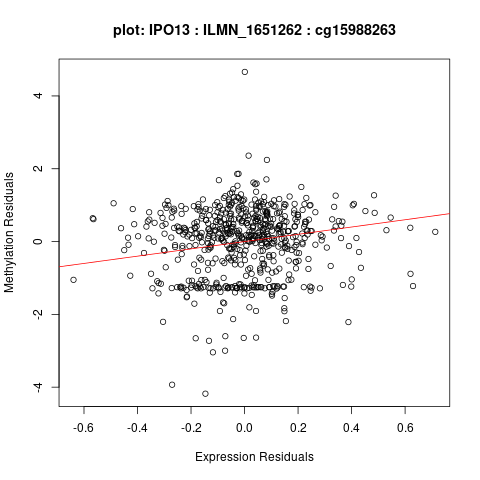 plot: IPO13 : ILMN_1651262 : cg15988263
Methylation Residuals
4
2
0
-2
-4
-0.6 -0.4 -0.2 0.0 0.2 0.4 0.6
Expression Residuals